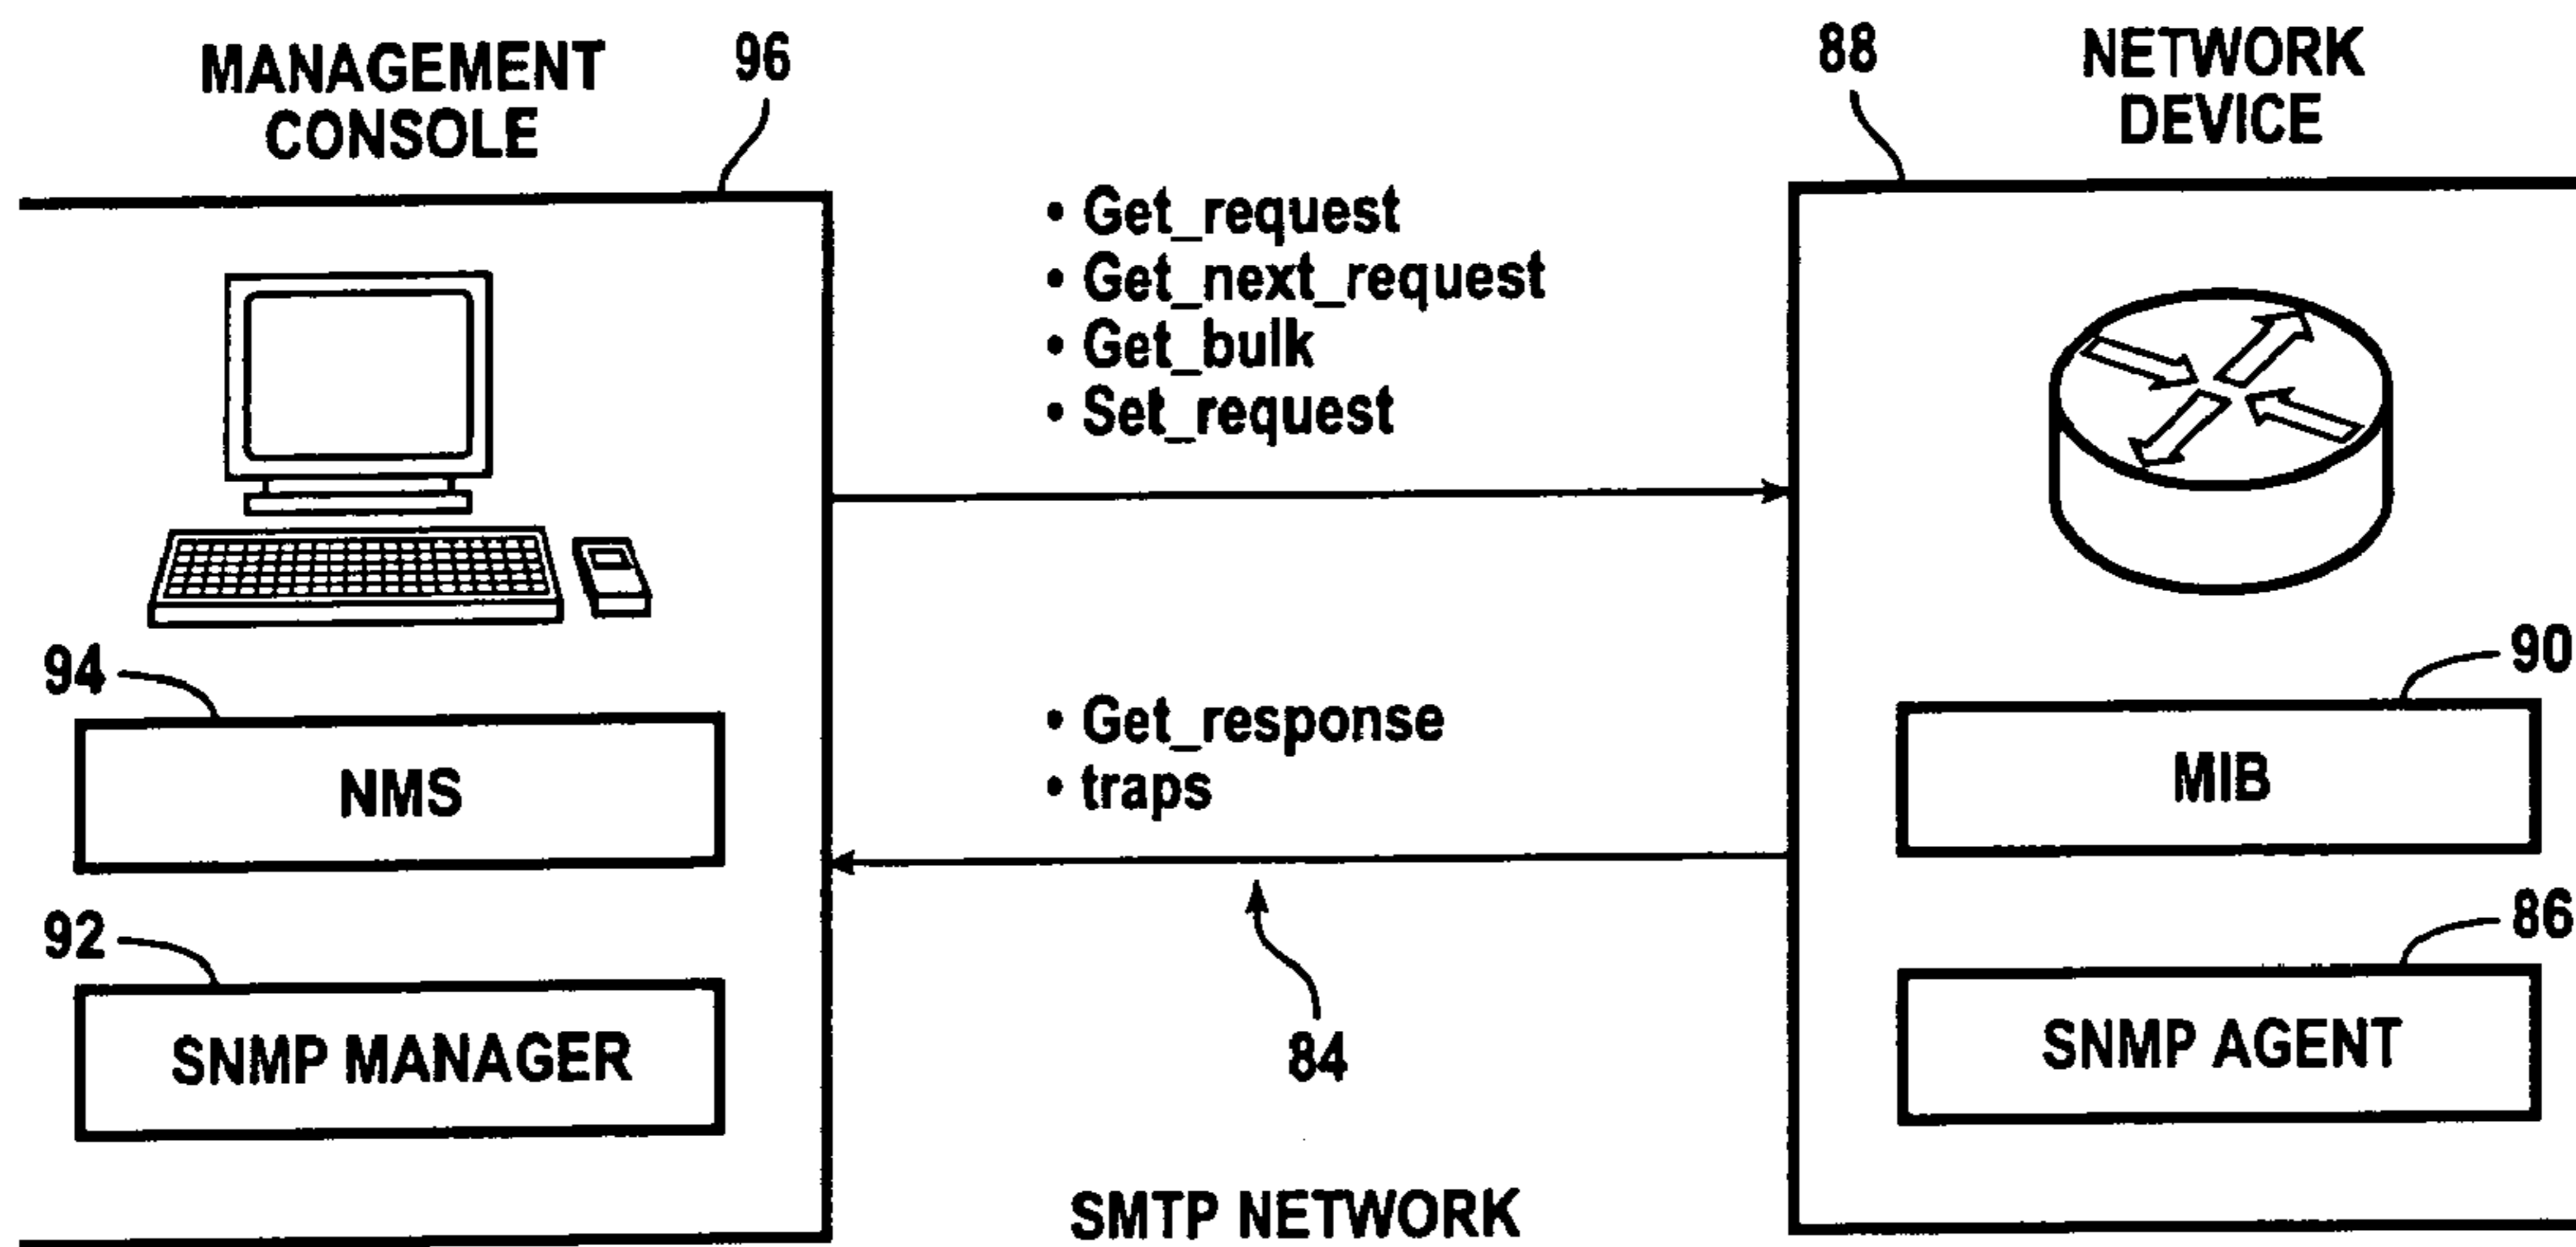 MANAGEMENT
CONSOLE
96
88
NETWORK
DEVICE
• Get_request
• Get_next_request
• Get_bulk
• Set_request
94
NMS
92
SNMP MANAGER
• Get_response
• traps
84
SMTP NETWORK
90
MIB
86
SNMP AGENT